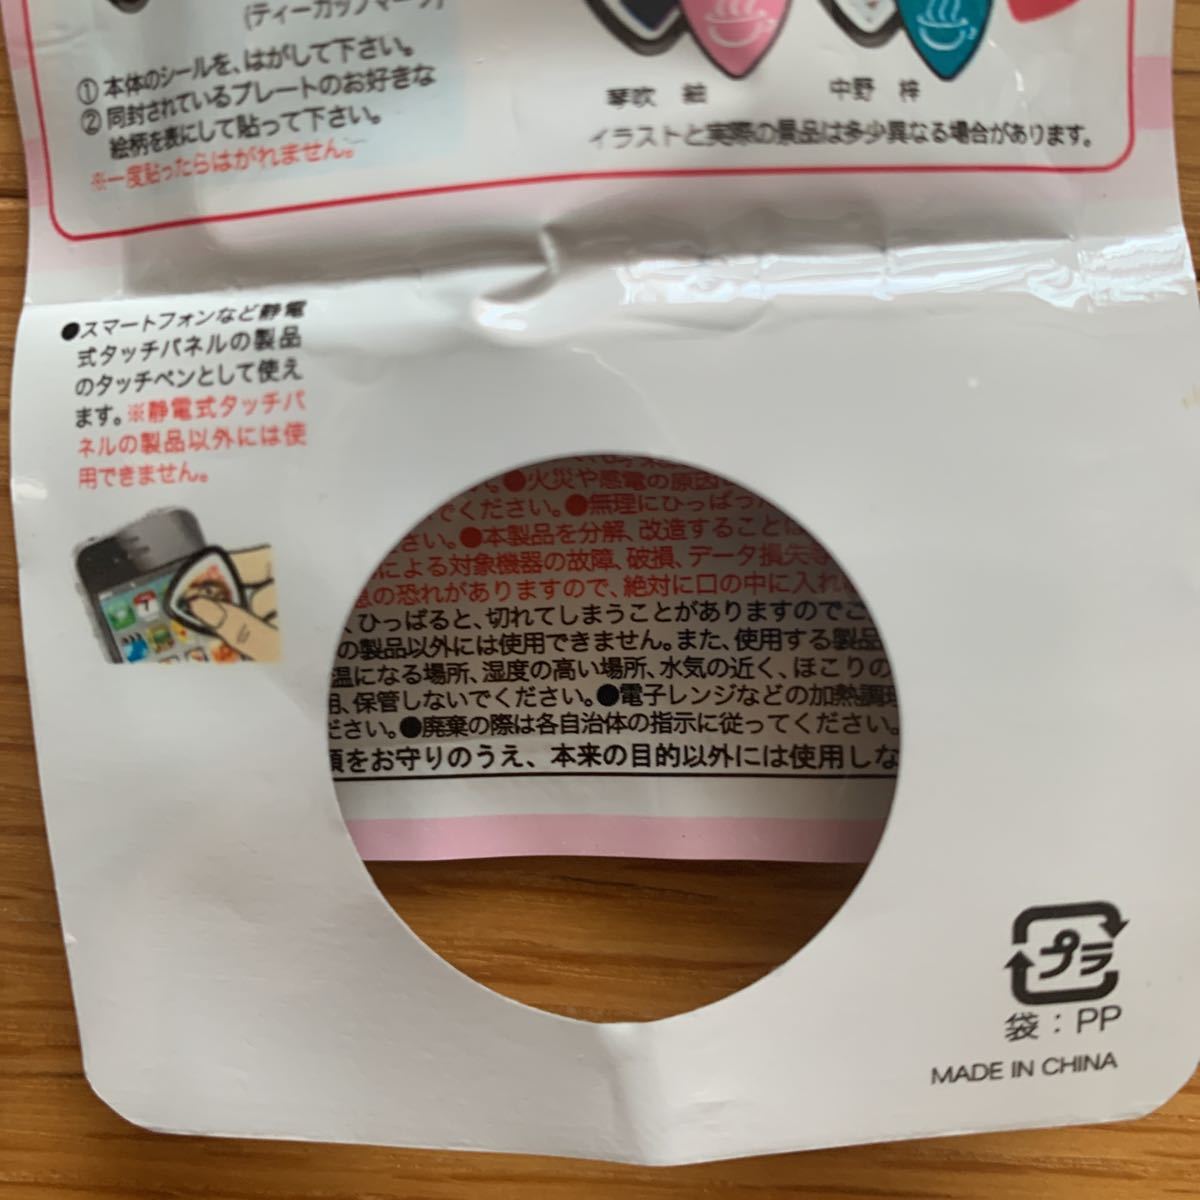 (ティーカップマーク)
①本体のシールを、はがして下さい。
②同封されているプレートのお好きな
絵柄を表にして貼って下さい。
※一度貼ったらはがれません。
琴吹 紬
中野 梓
イラストと実際の景品は多少異なる場合があります。
●スマートフォンなど静電
式タッチパネルの製品
のタッチペンとして使え
ます。※静電式タッチパ
ネルの製品以外には使
用できません。
い。●火災や感電の原因
でください。●無理にひっぱった
さい。●本製品を分解、改造することは
による対象機器の故障、破損、データ損失等
息の恐れがありますので、絶対に口の中に入れ
、ひっぱると、切れてしまうことがありますのでご
の製品以外には使用できません。また、使用する製品
温になる場所、湿度の高い場所、水気の近く、ほこりの
用、保管しないでください。●電子レンジなどの加熱調理
ださい。●廃棄の際は各自治体の指示に従ってください。
項をお守りのうえ、本来の目的以外には使用しな
プラ
袋：PP
MADE IN CHINA